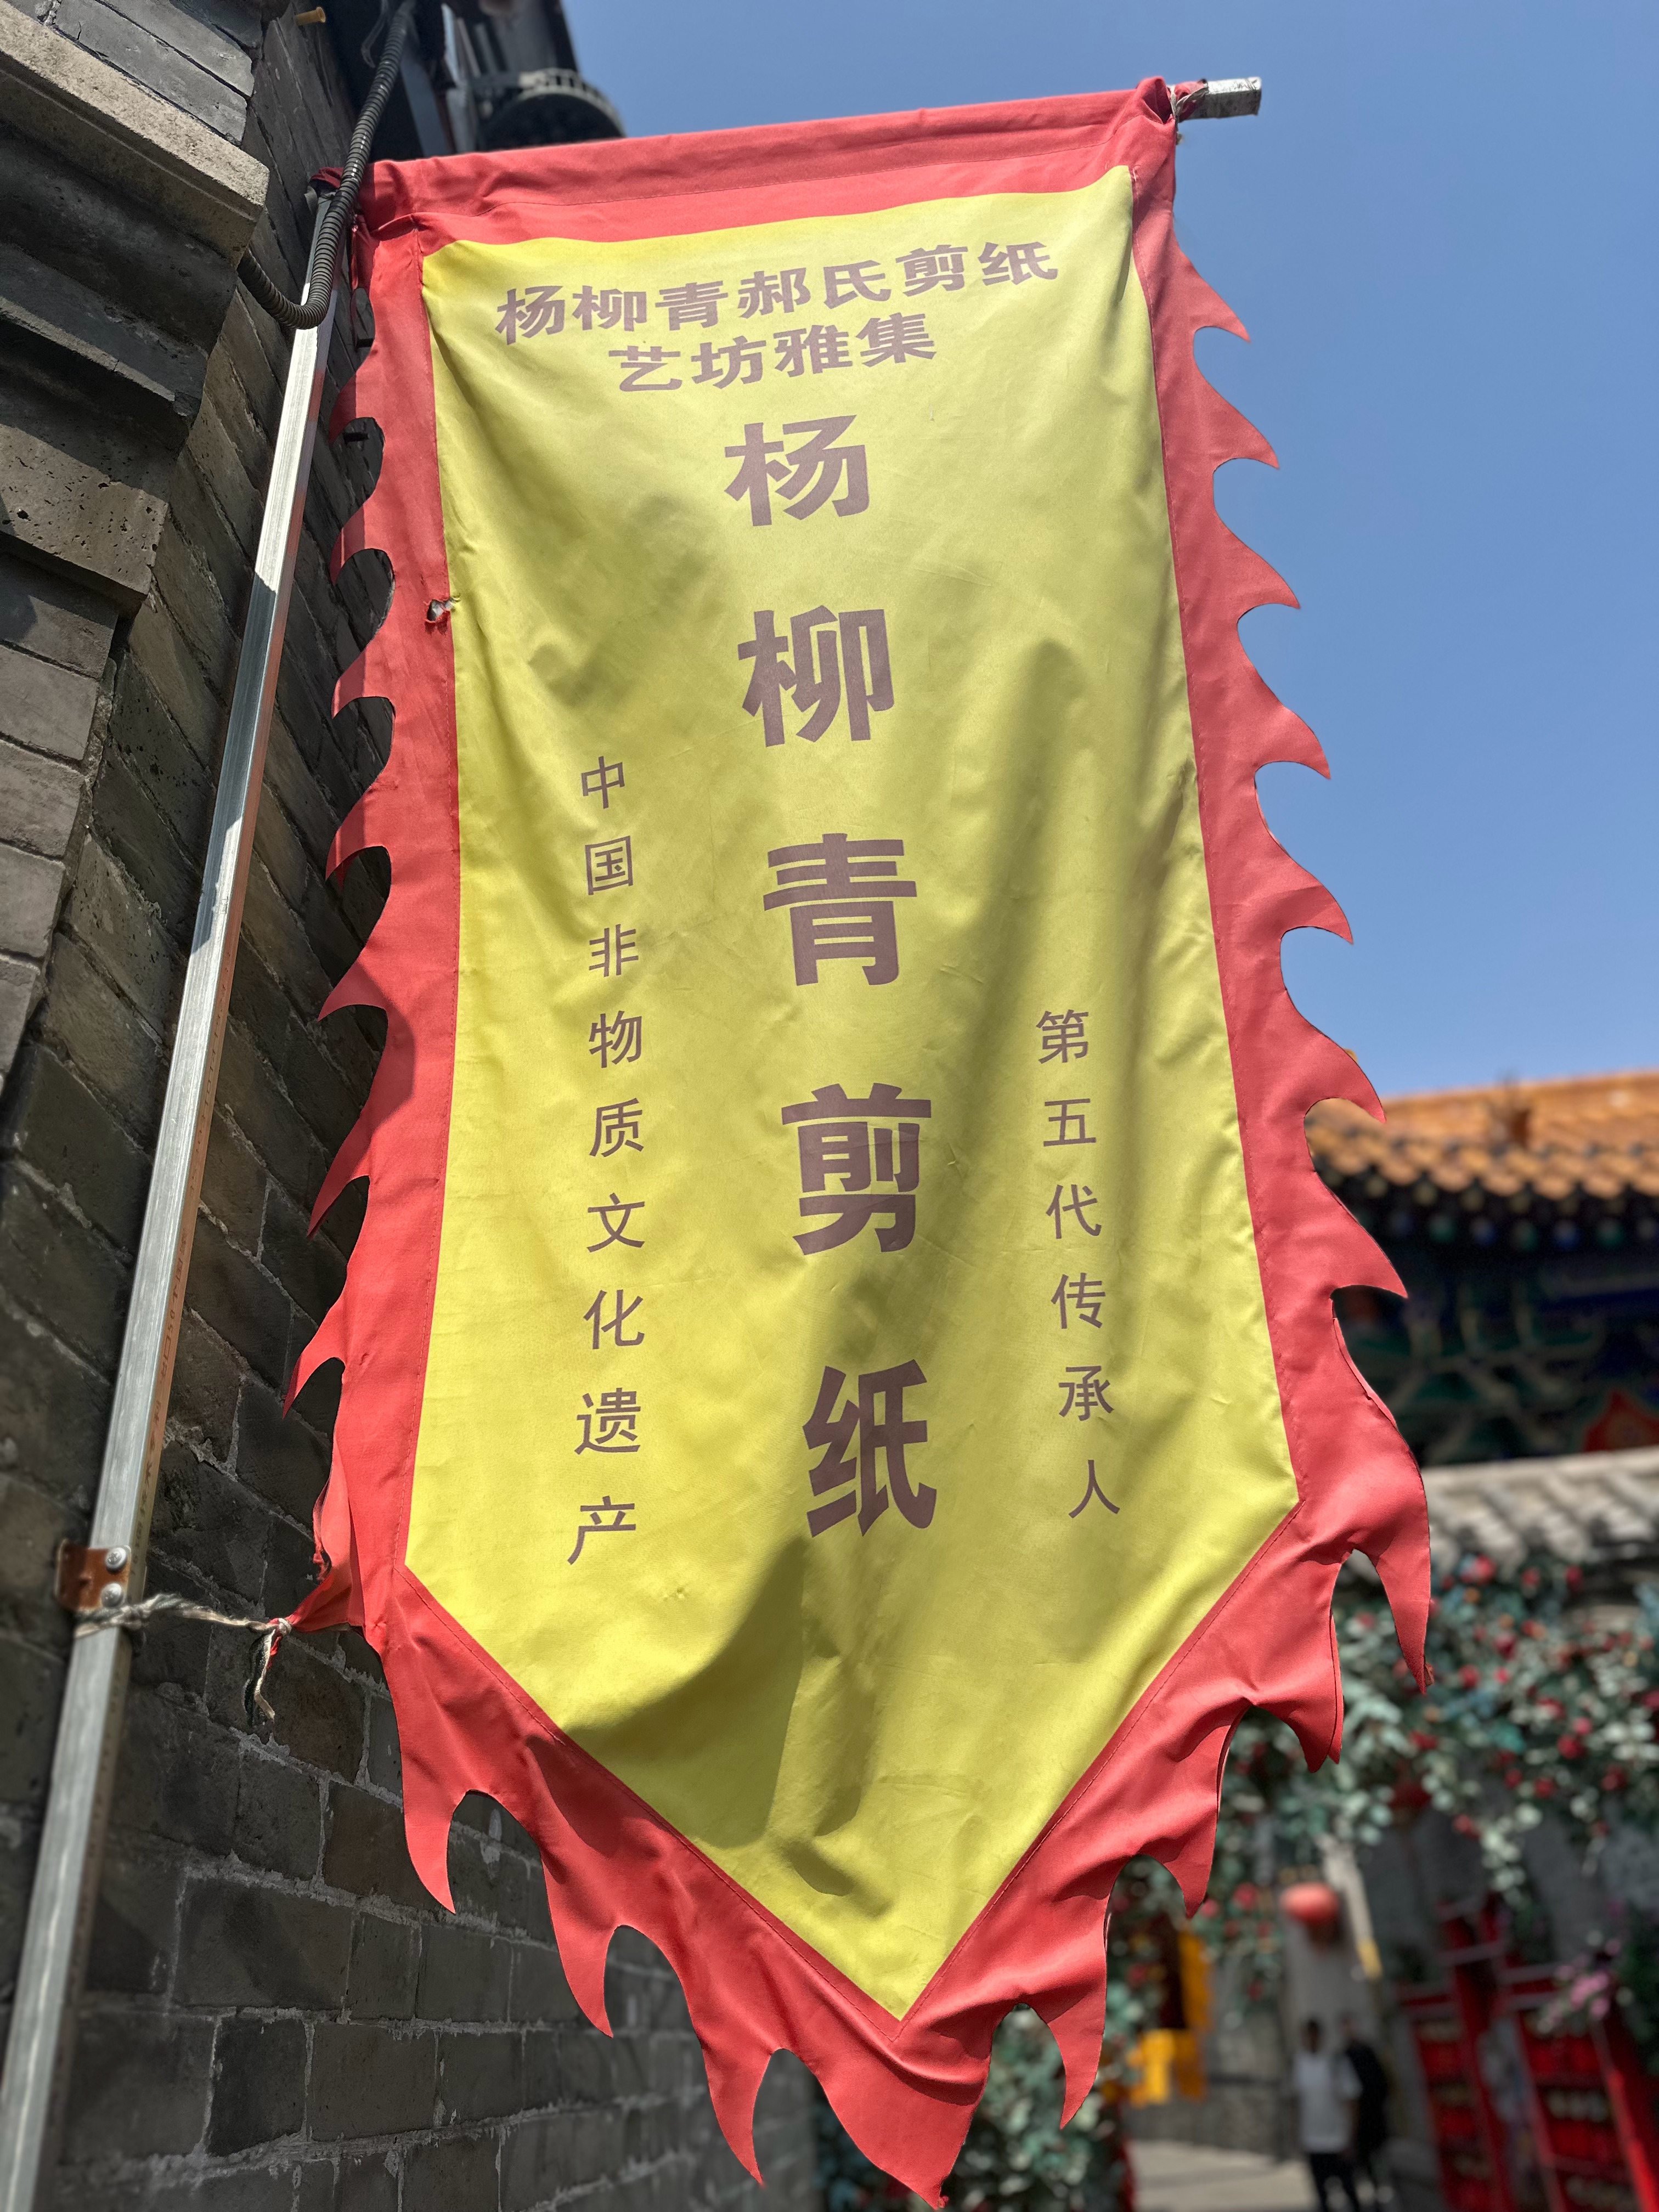 杨柳青郝氏剪纸
艺坊雅集
杨柳青剪纸
中国非物质文化遗产
第五代传承人